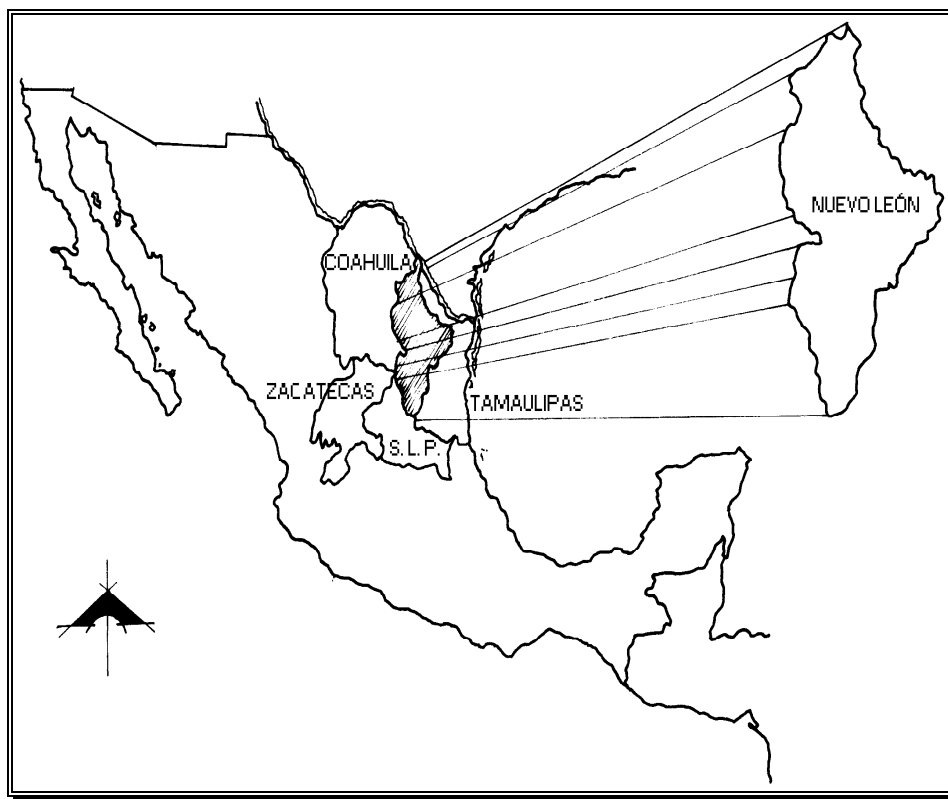 NUEVO LEÓN
COAHUILA
ZACATECAS
TAMAULIPAS
S. L. P.